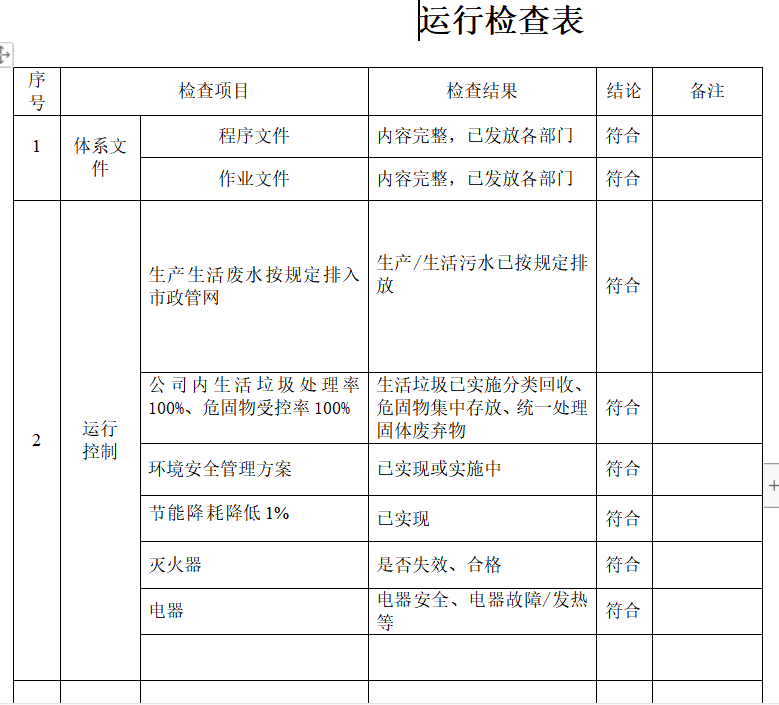 运行检查表
序
号
检查项目
检查结果
结论
备注
1
体系文
件
程序文件
内容完整，已发放各部门
符合
作业文件
内容完整，已发放各部门
符合
2
运行
控制
生产生活废水按规定排入
市政管网
生产/生活污水已按规定排
放
符合
公司内生活垃圾处理率
100%、危固物受控率100%
生活垃圾已实施分类回收、
危固物集中存放、统一处理
固体废弃物
符合
环境安全管理方案
已实现或实施中
符合
节能降耗降低1%
已实现
符合
灭火器
是否失效、合格
符合
电器
电器安全、电器故障/发热
等
符合